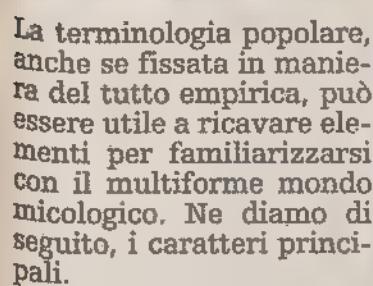 La terminologia popolare,
anche se fissata in manie-
ra del tutto empirica, può
essere utile a ricavare ele-
menti per familiarizzarsi
con il multiforme mondo
micologico. Ne diamo di
seguito, i caratteri princi-
pali.